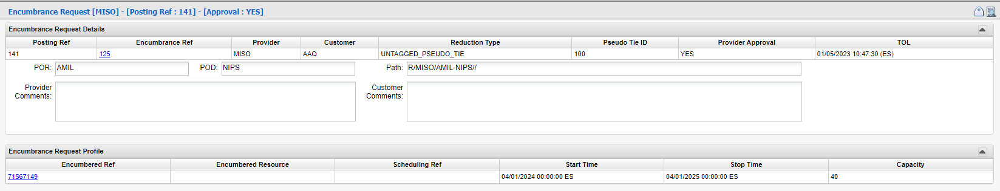 Encumbrance Request [MISO] - [Posting Ref : 141] - [Approval : YES]
Encumbrance Request Details
Posting Ref Encumbrance Ref Provider Customer Reduction Type Pseudo Tie ID Provider Approval TOL
141 125 MISO AAQ UNTAGGED_PSEUDO_TIE 100 YES 01/05/2023 10:47:30 (ES)
POR: AMIL POD: NIPS Path: R/MISO/AMIL-NIPS//
Provider Comments: Customer Comments:
Encumbrance Request Profile
Encumbered Ref Encumbered Resource Scheduling Ref Start Time Stop Time Capacity
71567149 04/01/2024 00:00:00 ES 04/01/2025 00:00:00 ES 40